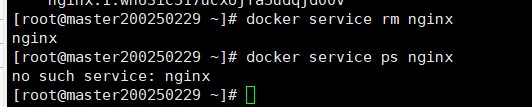 [root@master200250229 ~]# docker service rm nginx
nginx
[root@master200250229 ~]# docker service ps nginx
no such service: nginx
[root@master200250229 ~]#